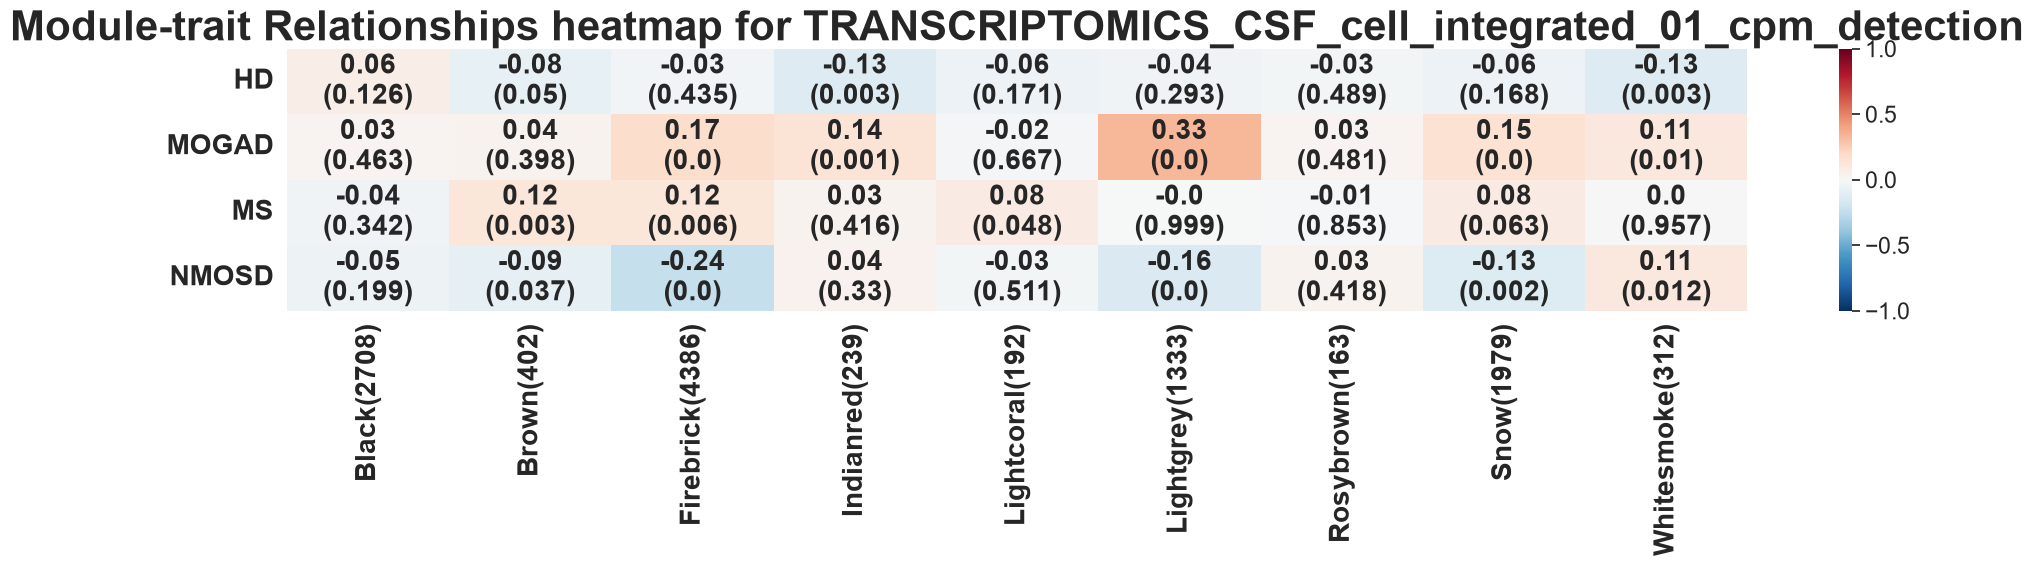 Module-trait Relationships heatmap for TRANSCRIPTOMICS_CSF_cell_integrated_01_cpm_detection
HD
0.06 -0.08 -0.03 -0.13 -0.06 -0.04 -0.03 -0.06 -0.13
(0.126) (0.05) (0.435) (0.003) (0.171) (0.293) (0.489) (0.168) (0.003)
MOGAD
0.03 0.04 0.17 0.14 -0.02 0.33 0.03 0.15 0.11
(0.463) (0.398) (0.0) (0.001) (0.667) (0.0) (0.481) (0.0) (0.01)
MS
-0.04 0.12 0.12 0.03 0.08 -0.0 -0.01 0.08 0.0
(0.342) (0.003) (0.006) (0.416) (0.048) (0.999) (0.853) (0.063) (0.957)
NMOSD
-0.05 -0.09 -0.24 0.04 -0.03 -0.16 0.03 -0.13 0.11
(0.199) (0.037) (0.0) (0.33) (0.511) (0.0) (0.418) (0.002) (0.012)
Black(2708)
Brown(402)
Firebrick(4386)
Indianred(239)
Lightcoral(192)
Lightgrey(1333)
Rosybrown(163)
Snow(1979)
Whitesmoke(312)
1.0
0.5
0.0
−0.5
−1.0